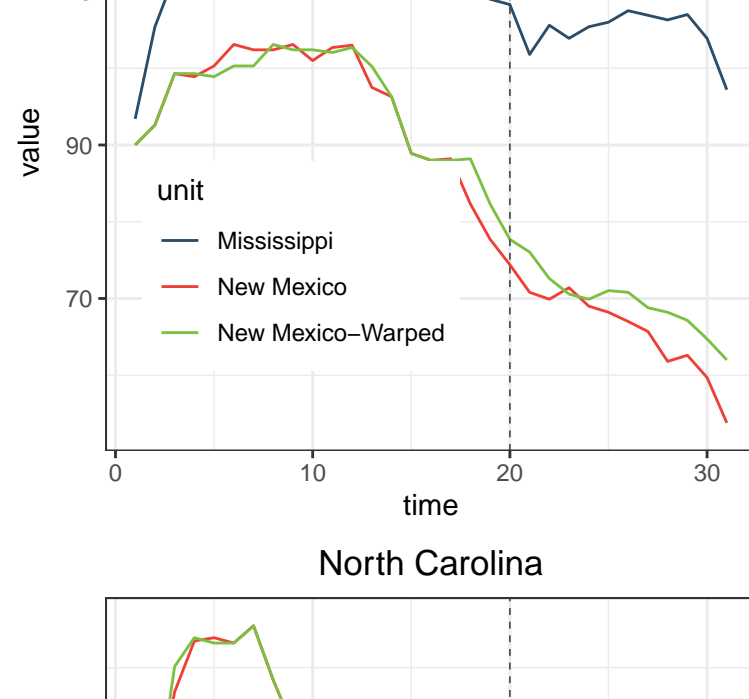 value
90
70
unit
Mississippi
New Mexico
New Mexico−Warped
0 10 20 30
time
North Carolina